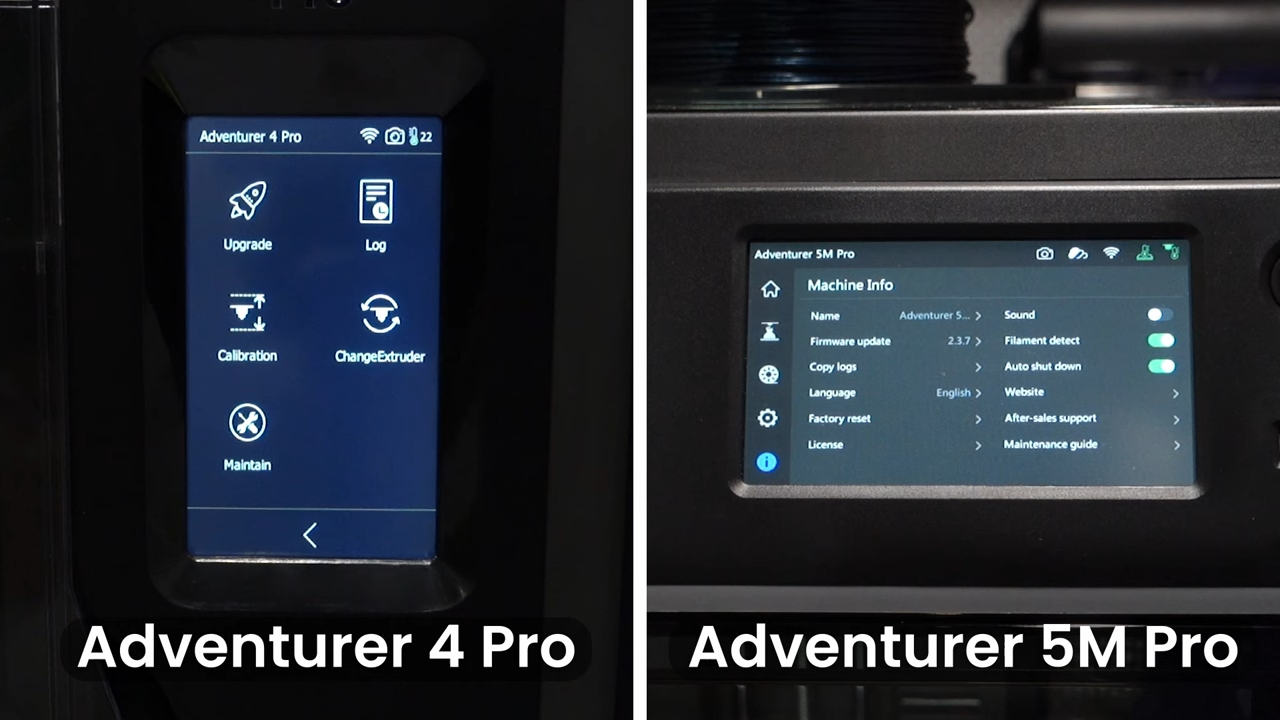 Adventurer 4 Pro
22
Upgrade
Log
Calibration
ChangeExtruder
Maintain
Adventurer 4 Pro
Adventurer 5M Pro
Machine Info
Name Adventurer 5...
Sound
Firmware update 2.3.7
Filament detect
Copy logs
Auto shut down
Language English
Website
Factory reset
After-sales support
License
Maintenance guide
Adventurer 5M Pro